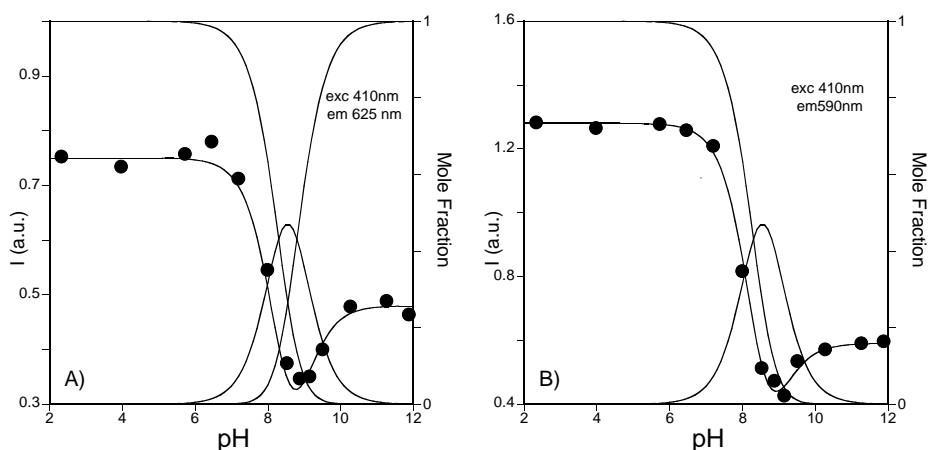 1
0.9
exc 410nm
em 625 nm
0.7
I (a.u.)
Mole Fraction
0.5
A)
0.3
0
2
4
6
8
10
12
pH
1.6
1
exc 410nm
em590nm
1.2
I (a.u.)
Mole Fraction
0.8
B)
0.4
0
2
4
6
8
10
12
pH